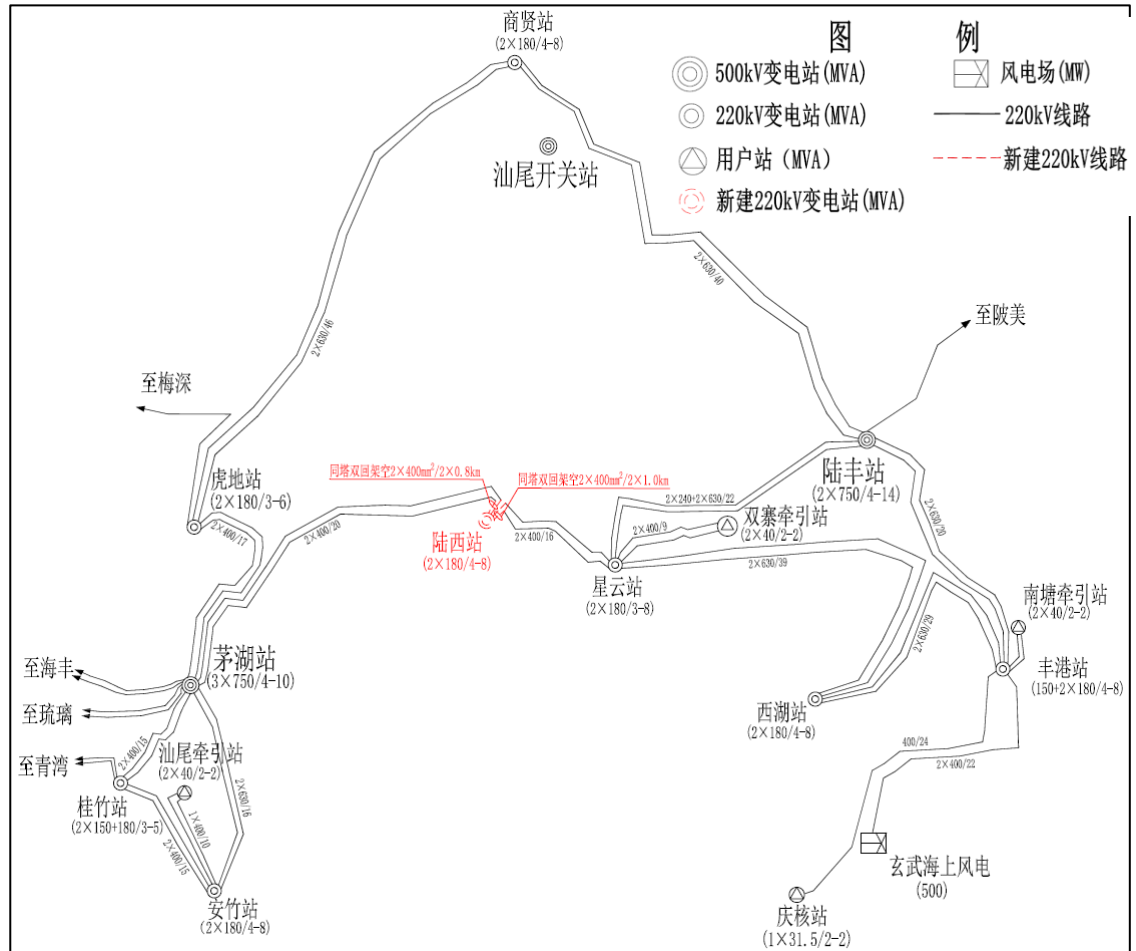 商贤站
(2×180/4-8)
图 例
500kV变电站(MVA)
风电场(MW)
220kV变电站(MVA)
220kV线路
用户站（MVA）
新建220kV线路
新建220kV变电站(MVA)
汕尾开关站
2×630/40
2×630/46
至陂美
至梅深
虎地站
(2×180/3-6)
2×400/17
同塔双回架空2×400mm²/2×0.8km
同塔双回架空2×400mm²/2×1.0km
2×400/20
陆西站
(2×180/4-8)
2×400/16
2×240+2×630/22
陆丰站
(2×750/4-14)
2×400/9
双寨牵引站
(2×40/2-2)
2×630/20
星云站
(2×180/3-8)
2×630/39
2×630/29
南塘牵引站
(2×40/2-2)
丰港站
(150+2×180/4-8)
茅湖站
(3×750/4-10)
至海丰
至琉璃
至青湾
西湖站
(2×180/4-8)
400/24
2×400/22
2×400/15
汕尾牵引站
(2×40/2-2)
桂竹站
(2×150+180/3-5)
1×400/10
2×630/16
2×400/15
安竹站
(2×180/4-8)
玄武海上风电
(500)
庆核站
(1×31.5/2-2)